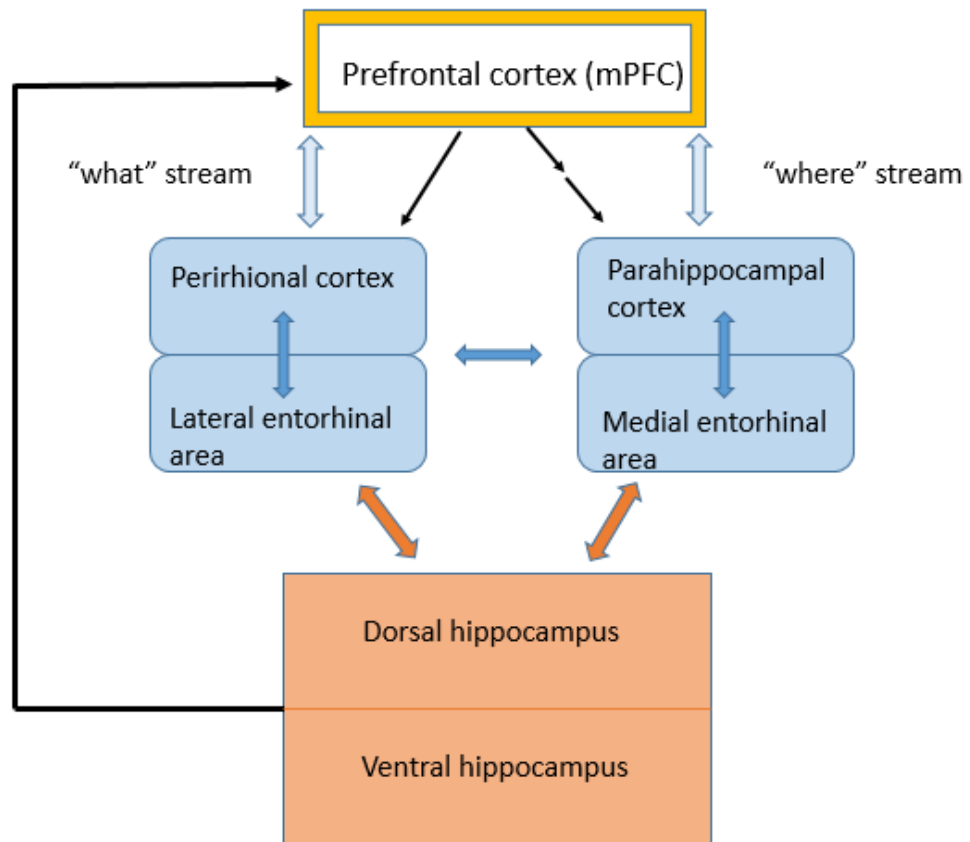 Prefrontal cortex (mPFC)
“what” stream
“where” stream
Perirhional cortex
Parahippocampal
cortex
Lateral entorhinal
area
Medial entorhinal
area
Dorsal hippocampus
Ventral hippocampus